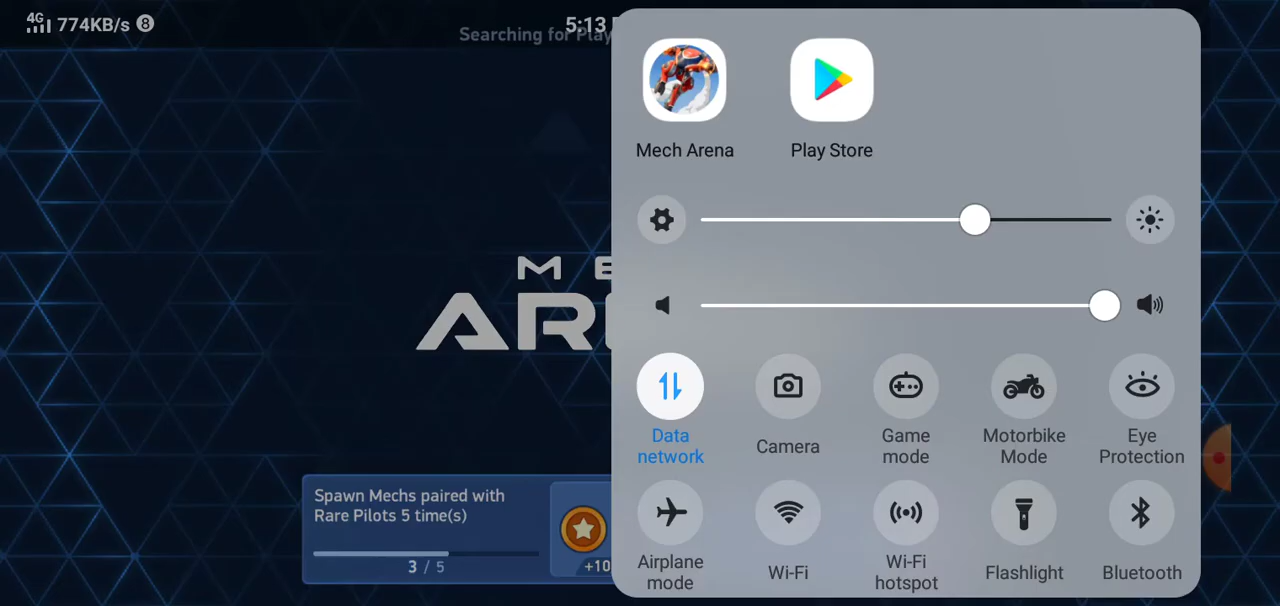 4G 774KB/s 8
5:13
Searching for Play
Mech Arena
Play Store
ARE
Data network
Camera
Game mode
Motorbike Mode
Eye Protection
Spawn Mechs paired with
Rare Pilots 5 time(s)
3 / 5
+10
Airplane mode
Wi-Fi
Wi-Fi hotspot
Flashlight
Bluetooth